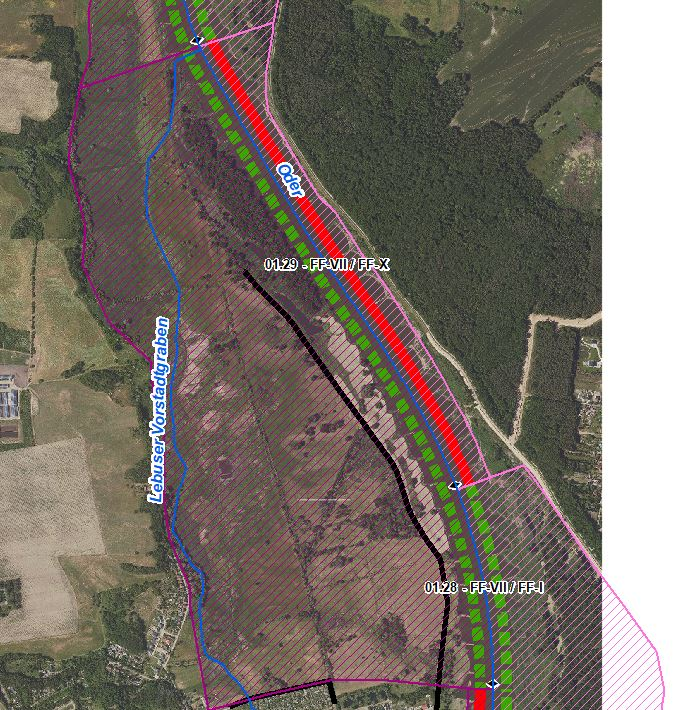 Oder
01.29 - FF-VII / FF-X
Lebuser Vorstadtgraben
01.28 - FF-VII / FF-I